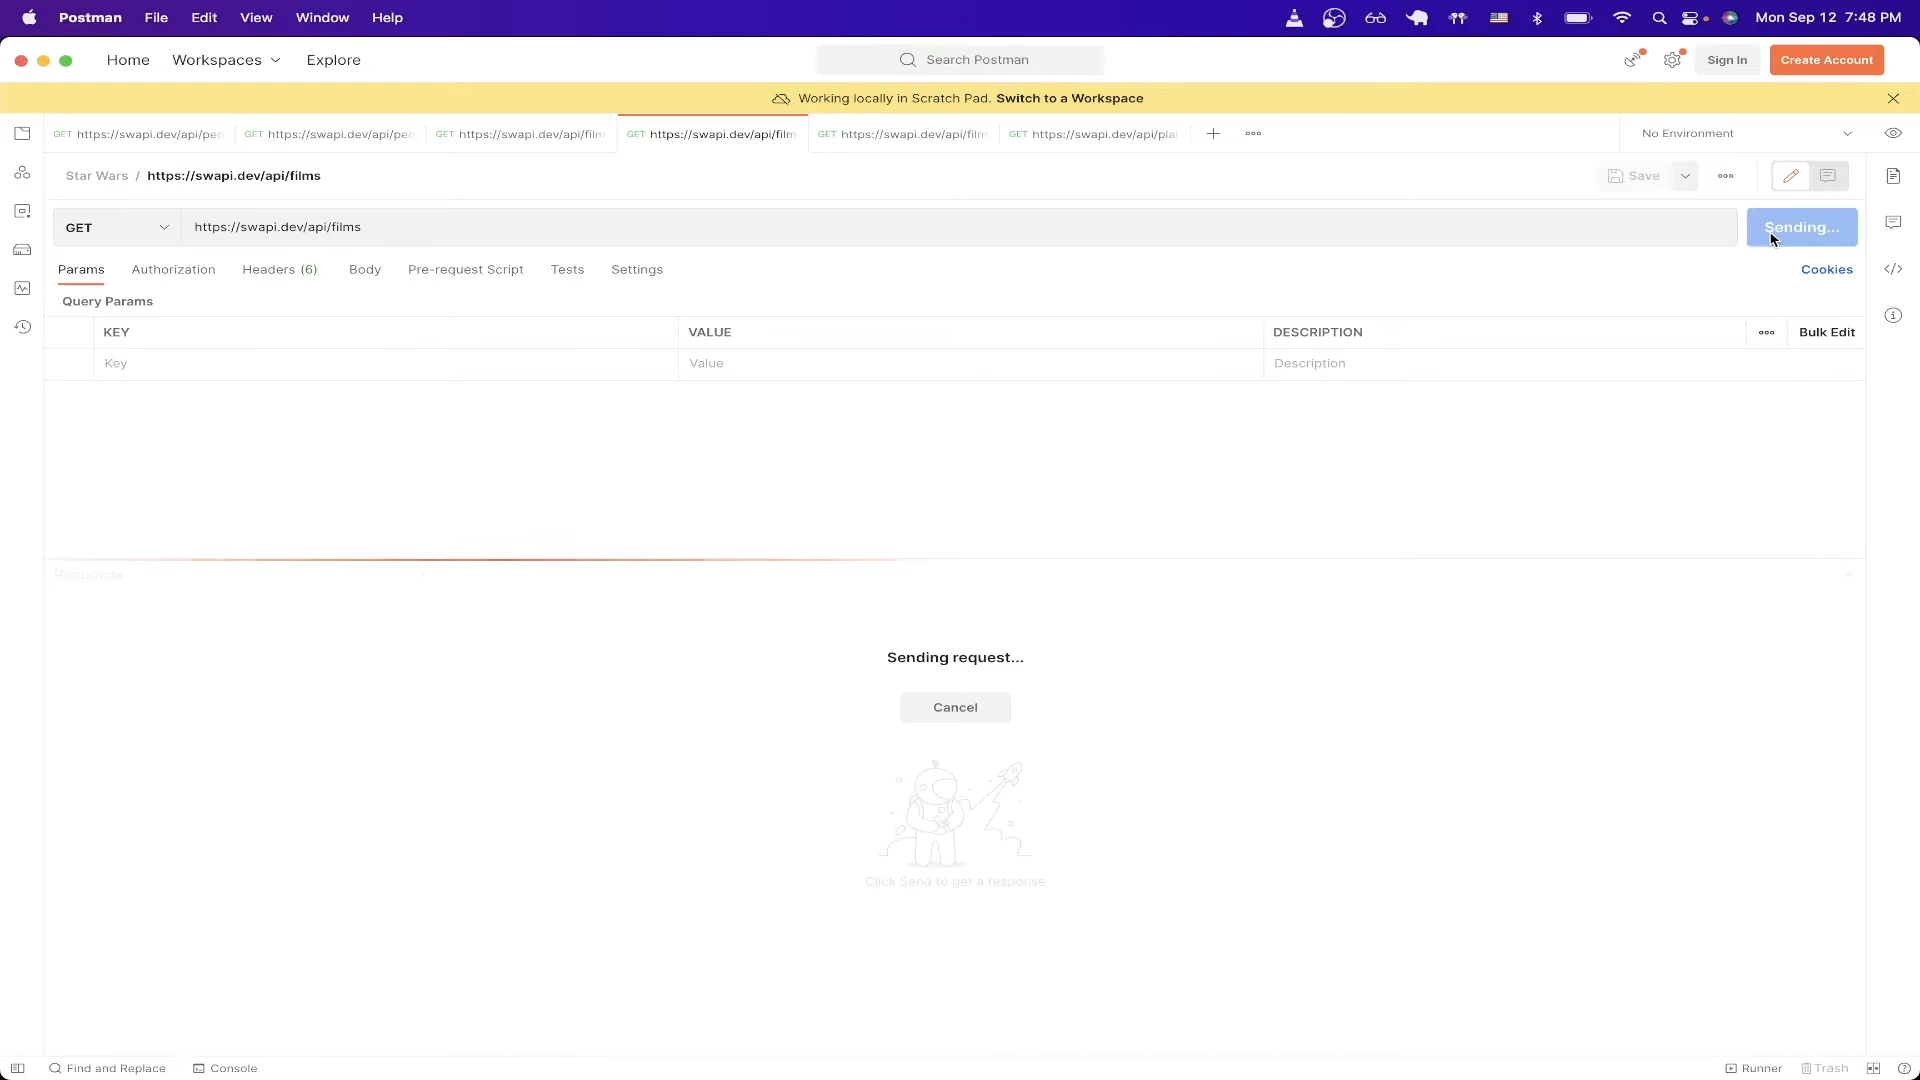 Postman File Edit View Window Help Mon Sep 12 7:48 PM
Home Workspaces Explore Search Postman Sign In Create Account
Working locally in Scratch Pad. Switch to a Workspace
GET https://swapi.dev/api/peo GET https://swapi.dev/api/peo GET https://swapi.dev/api/film GET https://swapi.dev/api/film GET https://swapi.dev/api/film GET https://swapi.dev/api/pla No Environment
Star Wars / https://swapi.dev/api/films Save
GET https://swapi.dev/api/films Sending...
Params Authorization Headers (6) Body Pre-request Script Tests Settings Cookies
Query Params
KEY VALUE DESCRIPTION Bulk Edit
Key Value Description
Response
Sending request...
Cancel
Click Send to get a response
Find and Replace Console Runner Trash